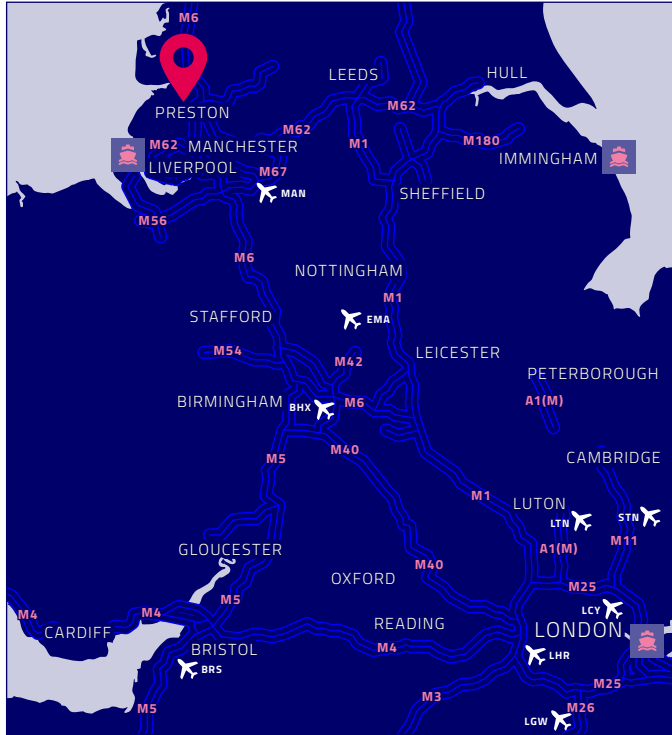 M6
LEEDS
HULL
PRESTON
M62
M62
M62
MANCHESTER
M1
M180
LIVERPOOL
M67
IMMINGHAM
MAN
SHEFFIELD
M56
M6
NOTTINGHAM
M1
STAFFORD
EMA
M54
M42
LEICESTER
PETERBOROUGH
BIRMINGHAM
BHX
M6
A1(M)
M5
M40
CAMBRIDGE
M1
LUTON
LTN
STN
GLOUCESTER
A1(M)
M11
OXFORD
M40
M25
M4
M4
M5
LCY
CARDIFF
READING
LONDON
BRISTOL
M4
LHR
BRS
M3
M25
M5
M26
LGW